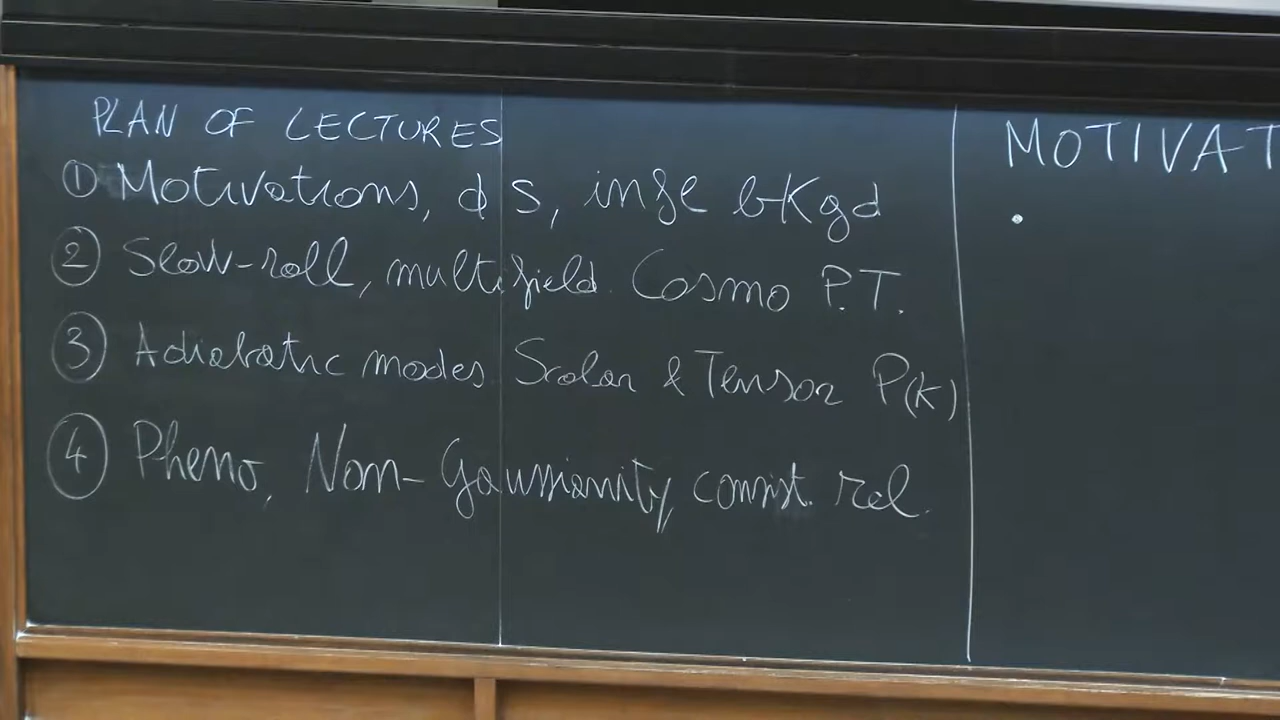 PLAN OF LECTURES
① Motivations, dS, infl bkgd
② Slow-roll, multifield. Cosmo P.T.
③ Adiabatic modes. Scalar & Tensor P(k)
④ Pheno, Non-Gaussianity, consist. rel.
MOTIVAT